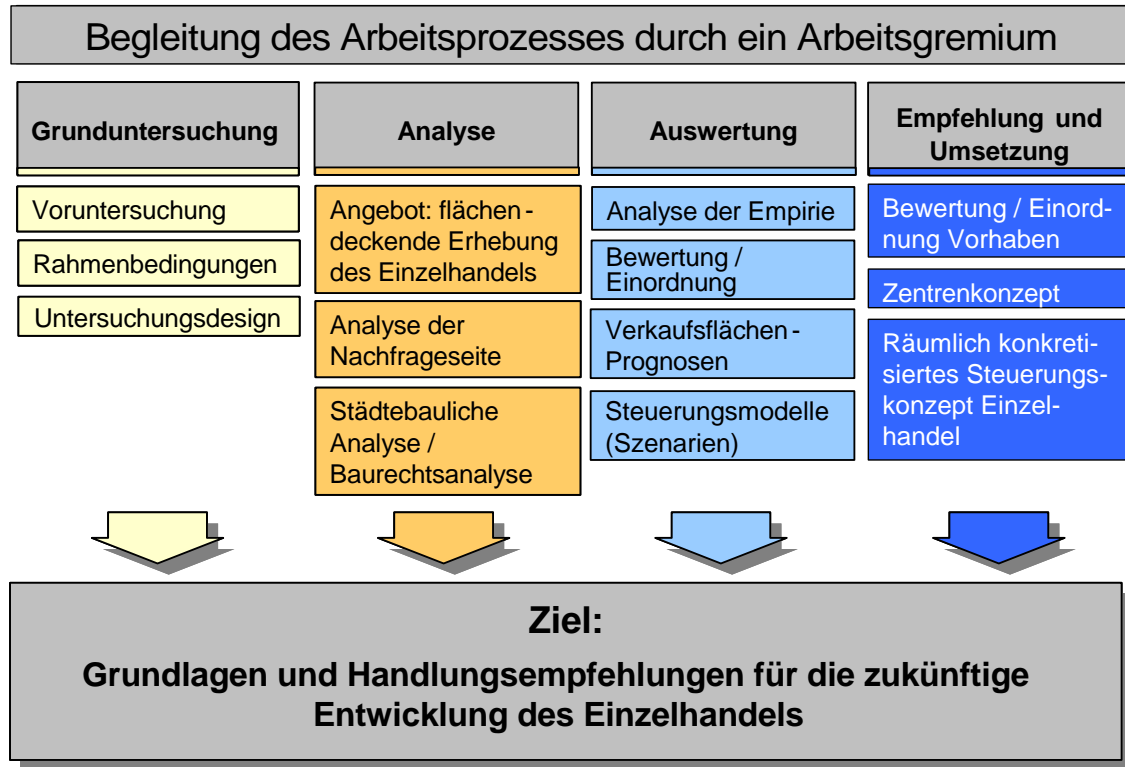 Begleitung des Arbeitsprozesses durch ein Arbeitsgremium
Grunduntersuchung
Voruntersuchung
Rahmenbedingungen
Untersuchungsdesign
Analyse
Angebot: flächen-
deckende Erhebung
des Einzelhandels
Analyse der
Nachfrageseite
Städtebauliche
Analyse /
Baurechtsanalyse
Auswertung
Analyse der Empirie
Bewertung /
Einordnung
Verkaufsflächen-
Prognosen
Steuerungsmodelle
(Szenarien)
Empfehlung und
Umsetzung
Bewertung / Einord-
nung Vorhaben
Zentrenkonzept
Räumlich konkreti-
siertes Steuerungs-
konzept Einzel-
handel
Ziel:
Grundlagen und Handlungsempfehlungen für die zukünftige
Entwicklung des Einzelhandels